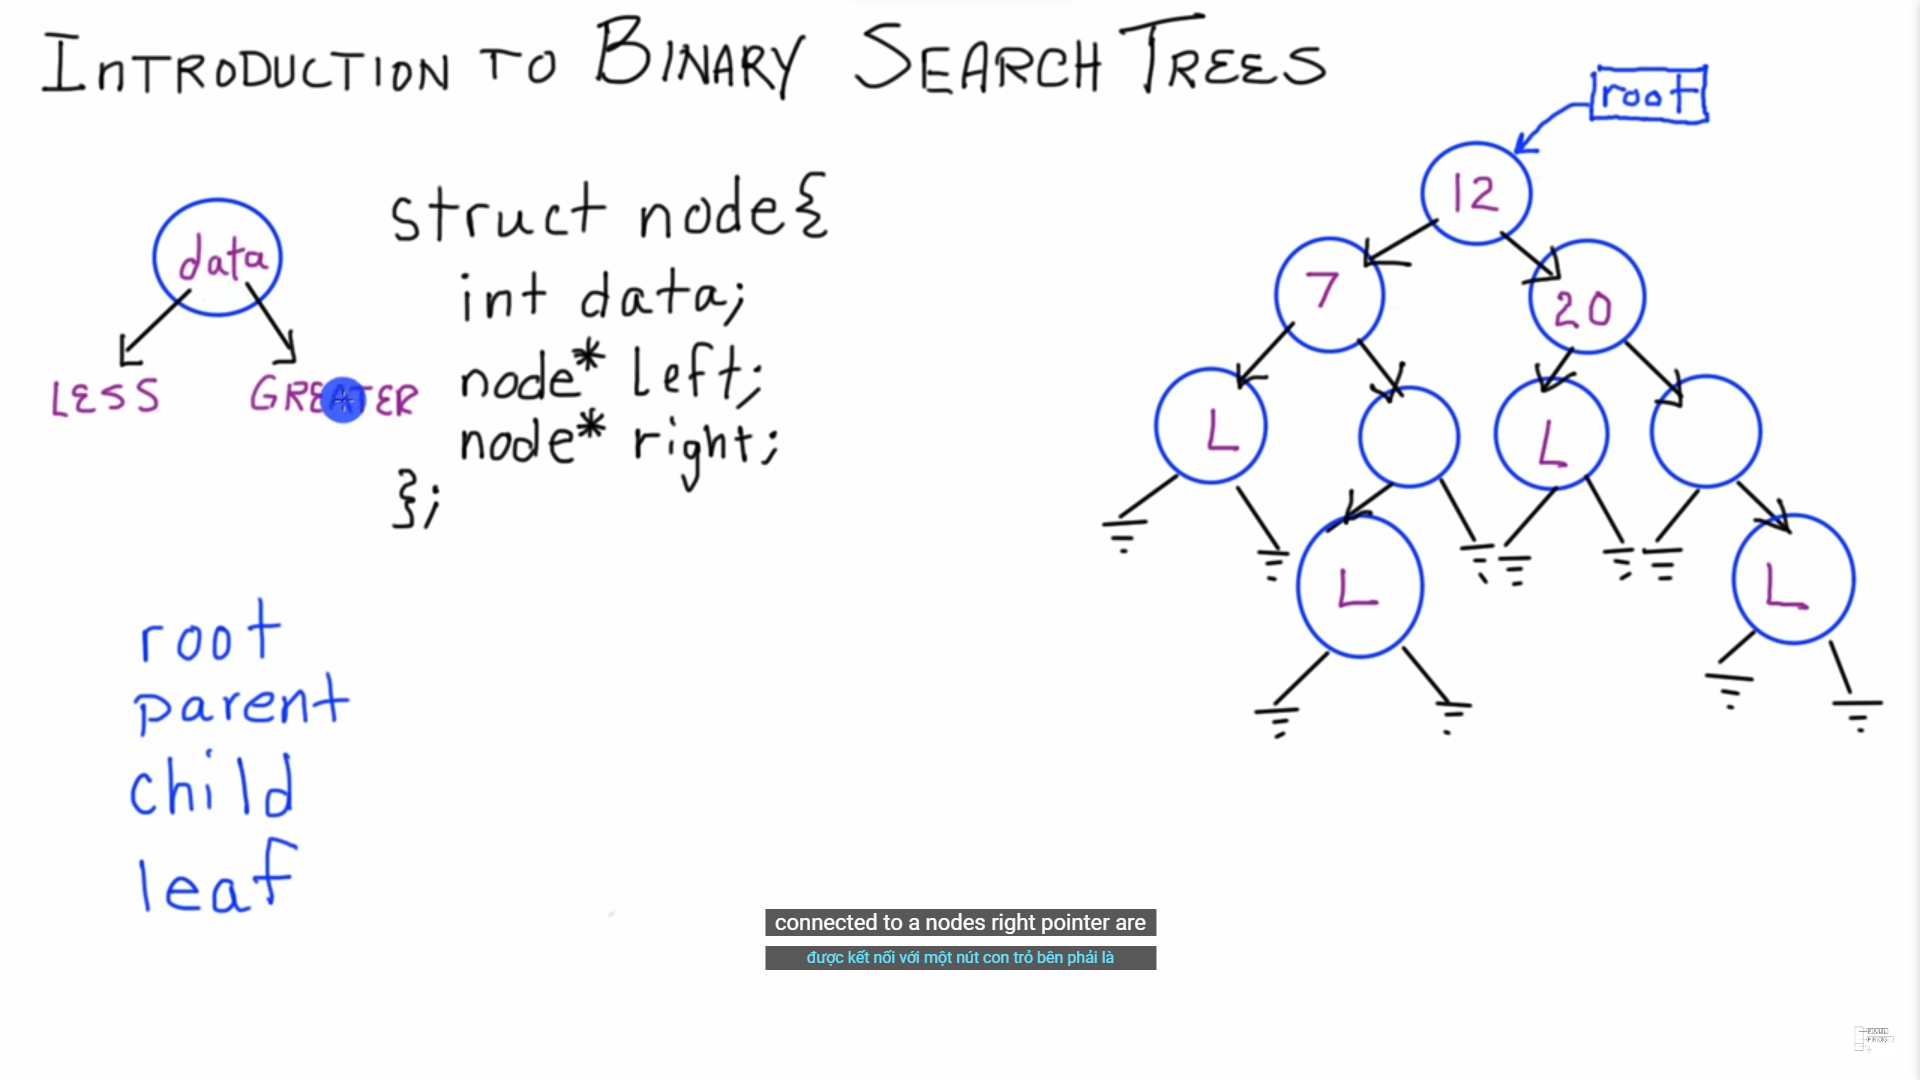 INTRODUCTION TO BINARY SEARCH TREES
root
12
7
20
L
L
L
L
data
LESS GREATER
struct node{
int data;
node* left;
node* right;
};
root
parent
child
leaf
connected to a nodes right pointer are
được kết nối với một nút con trỏ bên phải là